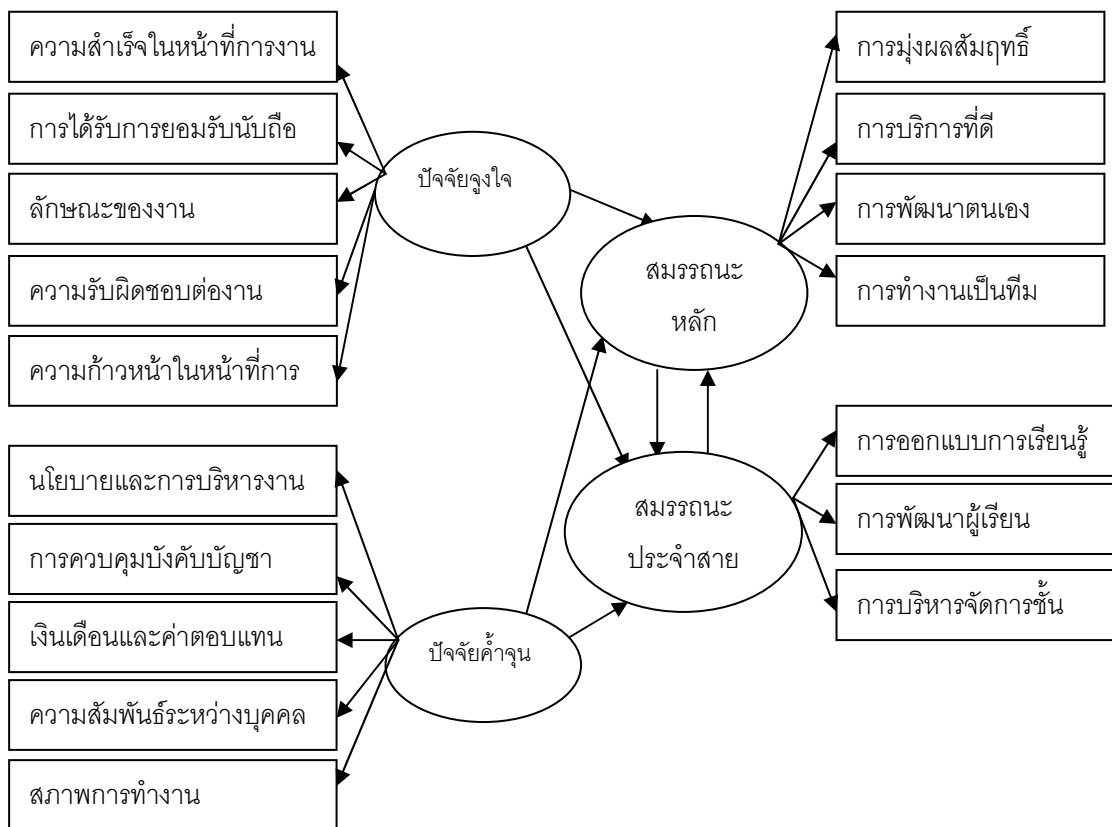 ความสำเร็จในหน้าที่การงาน
การได้รับการยอมรับนับถือ
ลักษณะของงาน
ความรับผิดชอบต่องาน
ความก้าวหน้าในหน้าที่การ
นโยบายและการบริหารงาน
การควบคุมบังคับบัญชา
เงินเดือนและค่าตอบแทน
ความสัมพันธ์ระหว่างบุคคล
สภาพการทำงาน
ปัจจัยจูงใจ
ปัจจัยค้ำจุน
สมรรถนะ
หลัก
สมรรถนะ
ประจำสาย
การมุ่งผลสัมฤทธิ์
การบริการที่ดี
การพัฒนาตนเอง
การทำงานเป็นทีม
การออกแบบการเรียนรู้
การพัฒนาผู้เรียน
การบริหารจัดการชั้น